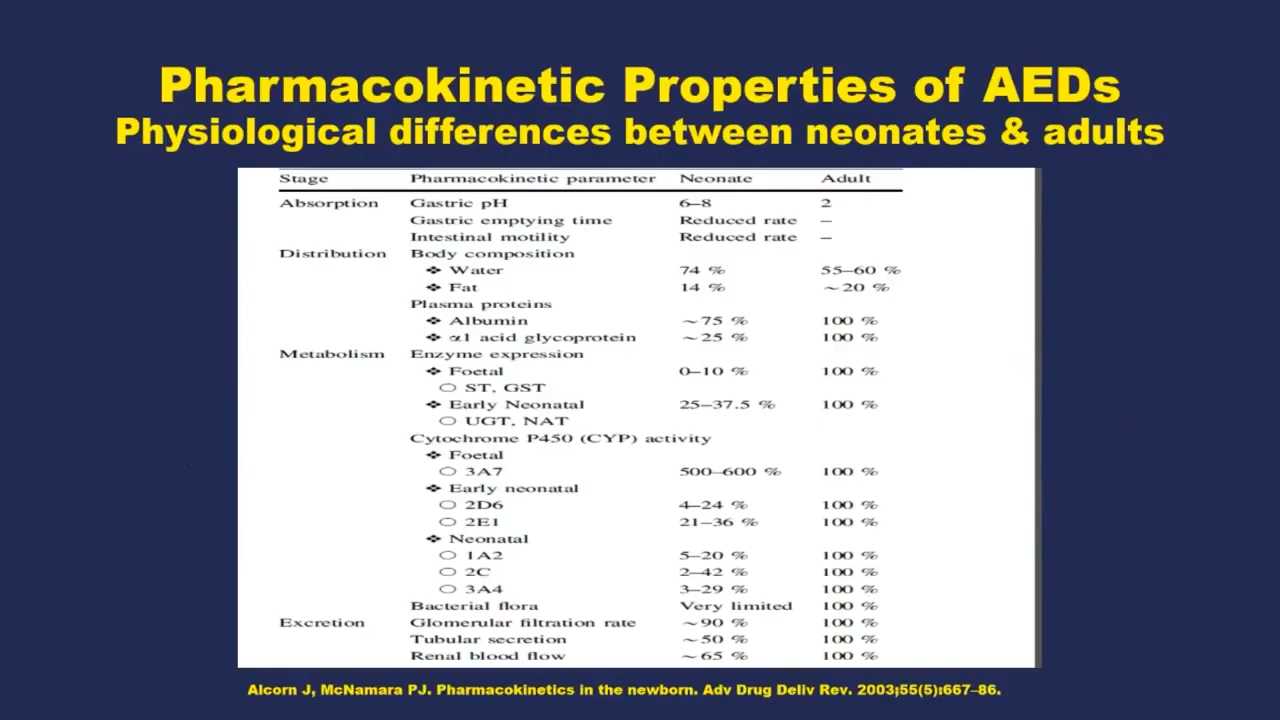 Pharmacokinetic Properties of AEDs
Physiological differences between neonates & adults
Stage Pharmacokinetic parameter Neonate Adult
Absorption Gastric pH 6–8 2
Gastric emptying time Reduced rate –
Intestinal motility Reduced rate –
Distribution Body composition
❖ Water 74 % 55–60 %
❖ Fat 14 % ~20 %
Plasma proteins
❖ Albumin ~75 % 100 %
❖ α1 acid glycoprotein ~25 % 100 %
Metabolism Enzyme expression
❖ Foetal 0–10 % 100 %
○ ST, GST
❖ Early Neonatal 25–37.5 % 100 %
○ UGT, NAT
Cytochrome P450 (CYP) activity
❖ Foetal
○ 3A7 500–600 % 100 %
❖ Early neonatal
○ 2D6 4–24 % 100 %
○ 2E1 21–36 % 100 %
❖ Neonatal
○ 1A2 5–20 % 100 %
○ 2C 2–42 % 100 %
○ 3A4 3–29 % 100 %
Bacterial flora Very limited 100 %
Excretion Glomerular filtration rate ~90 % 100 %
Tubular secretion ~50 % 100 %
Renal blood flow ~65 % 100 %
Alcorn J, McNamara PJ. Pharmacokinetics in the newborn. Adv Drug Deliv Rev. 2003;55(5):667–86.